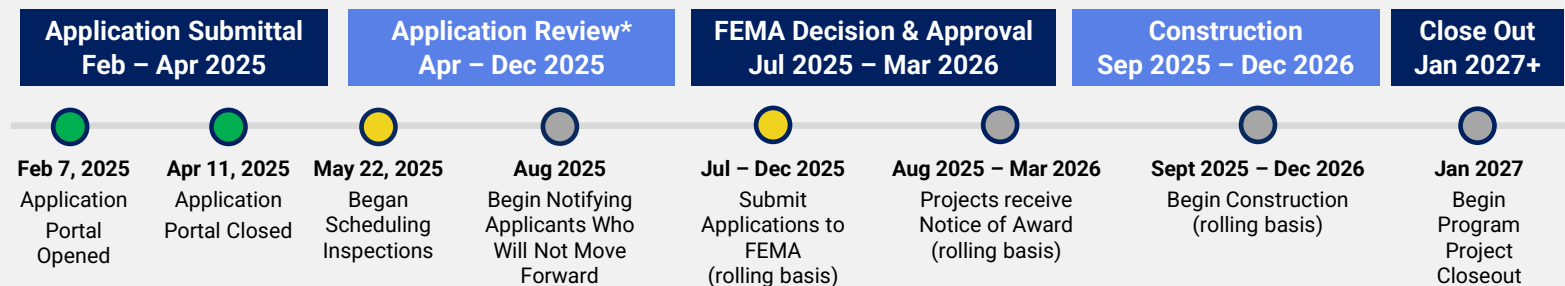 Application Submittal
Feb – Apr 2025
Application Review*
Apr – Dec 2025
FEMA Decision & Approval
Jul 2025 – Mar 2026
Construction
Sep 2025 – Dec 2026
Close Out
Jan 2027+
Feb 7, 2025
Application
Portal
Opened
Apr 11, 2025
Application
Portal Closed
May 22, 2025
Began
Scheduling
Inspections
Aug 2025
Begin Notifying
Applicants Who
Will Not Move
Forward
Jul – Dec 2025
Submit
Applications to
FEMA
(rolling basis)
Aug 2025 – Mar 2026
Projects receive
Notice of Award
(rolling basis)
Sept 2025 – Dec 2026
Begin Construction
(rolling basis)
Jan 2027
Begin
Program
Project
Closeout